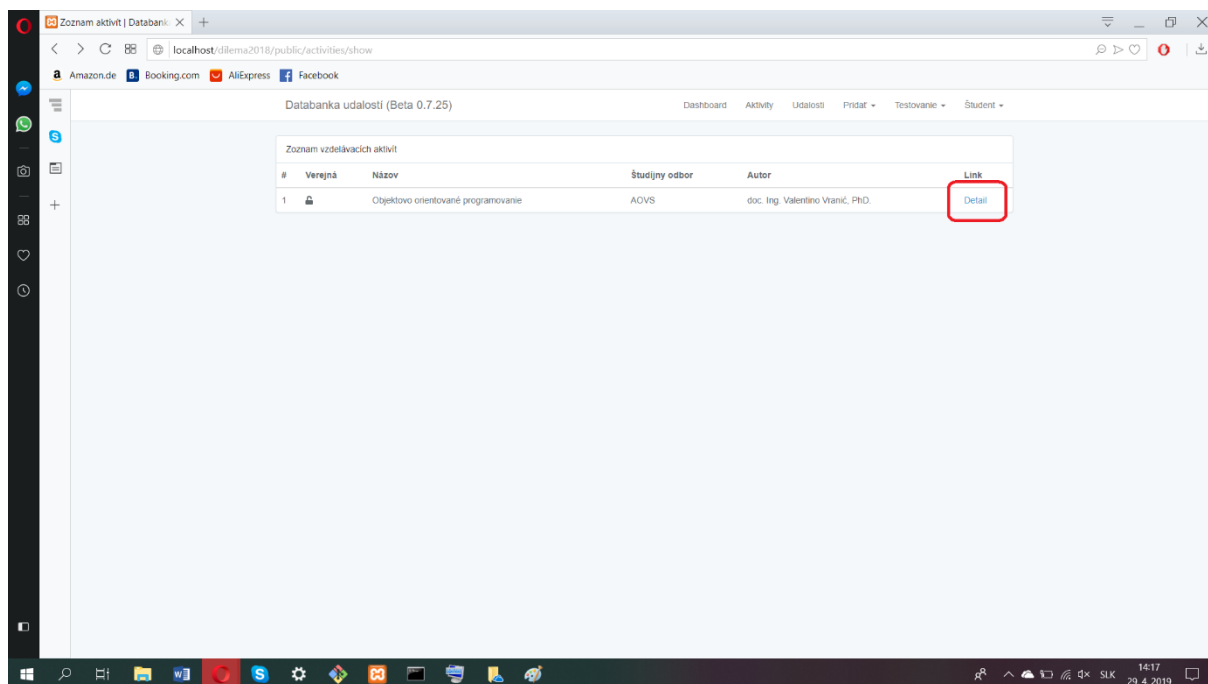 Zoznam aktivít | Databank
localhost/dilema2018/public/activities/show
Amazon.de Booking.com AliExpress Facebook
Databanka udalostí (Beta 0.7.25) Dashboard Aktivity Udalosti Pridať Testovanie Študent
Zoznam vzdelávacích aktivít
# Verejná Názov Študijny odbor Autor Link
1 Objektovo orientované programovanie AOVS doc. Ing. Valentino Vranić, PhD. Detail
SLK 14:17
29. 4. 2019